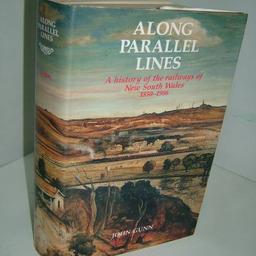 ALONG
PARALLEL
LINES
A history of the railways of
New South Wales
1850-1986
JOHN GUNN